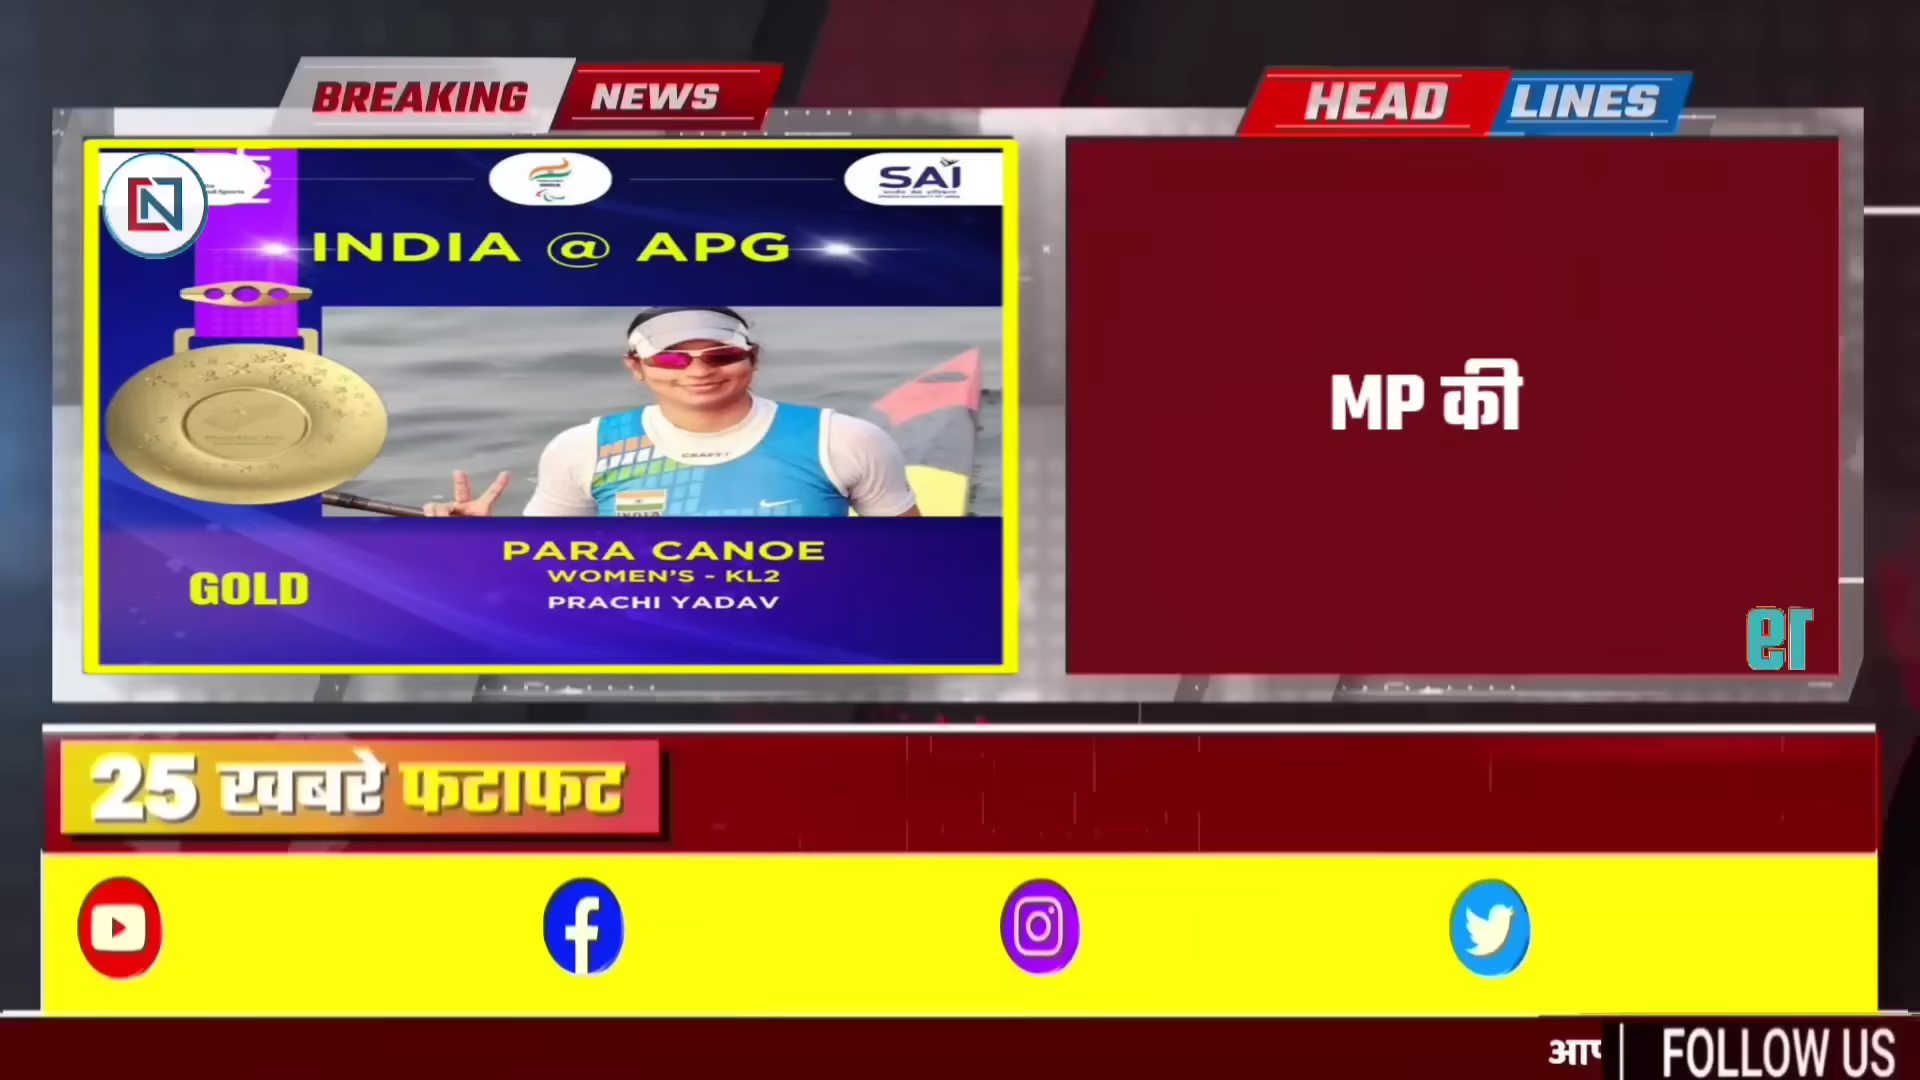 BREAKING NEWS
HEAD LINES
SAI
INDIA @ APG
MP की
PARA CANOE
WOMEN'S - KL2
GOLD
PRACHI YADAV
25 खबरे फटाफट
FOLLOW US